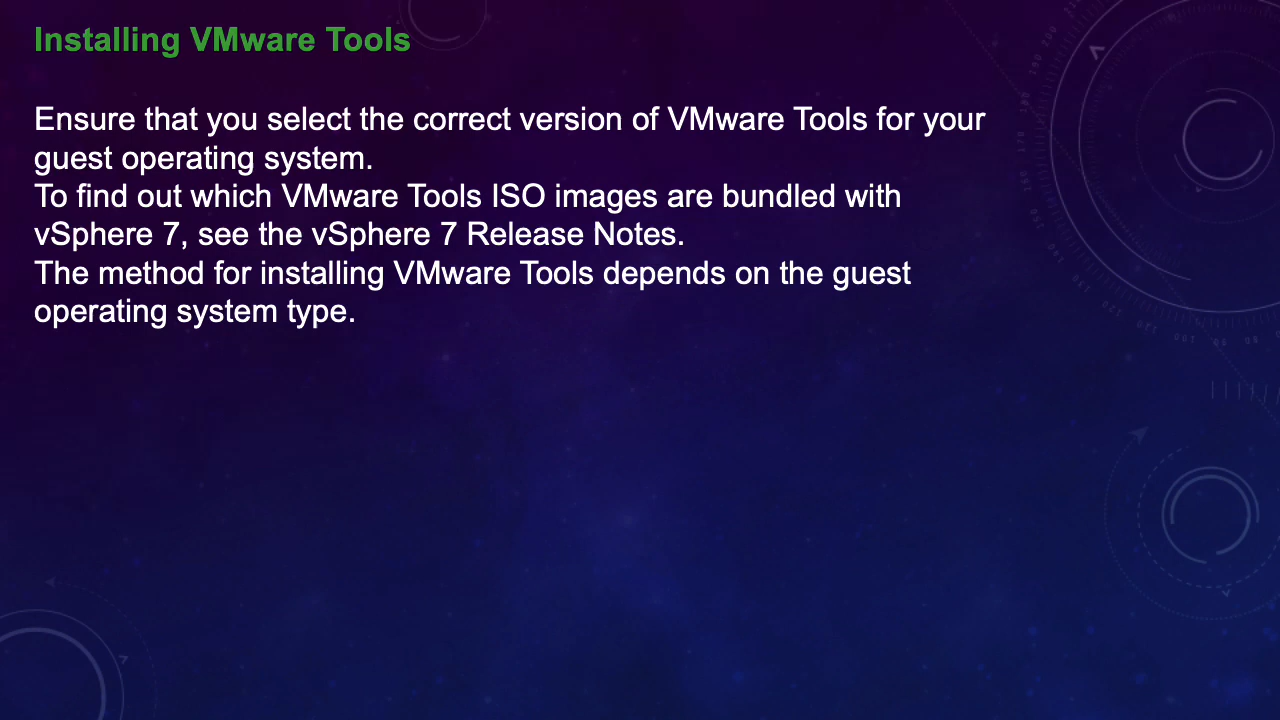 Installing VMware Tools
Ensure that you select the correct version of VMware Tools for your
guest operating system.
To find out which VMware Tools ISO images are bundled with
vSphere 7, see the vSphere 7 Release Notes.
The method for installing VMware Tools depends on the guest
operating system type.